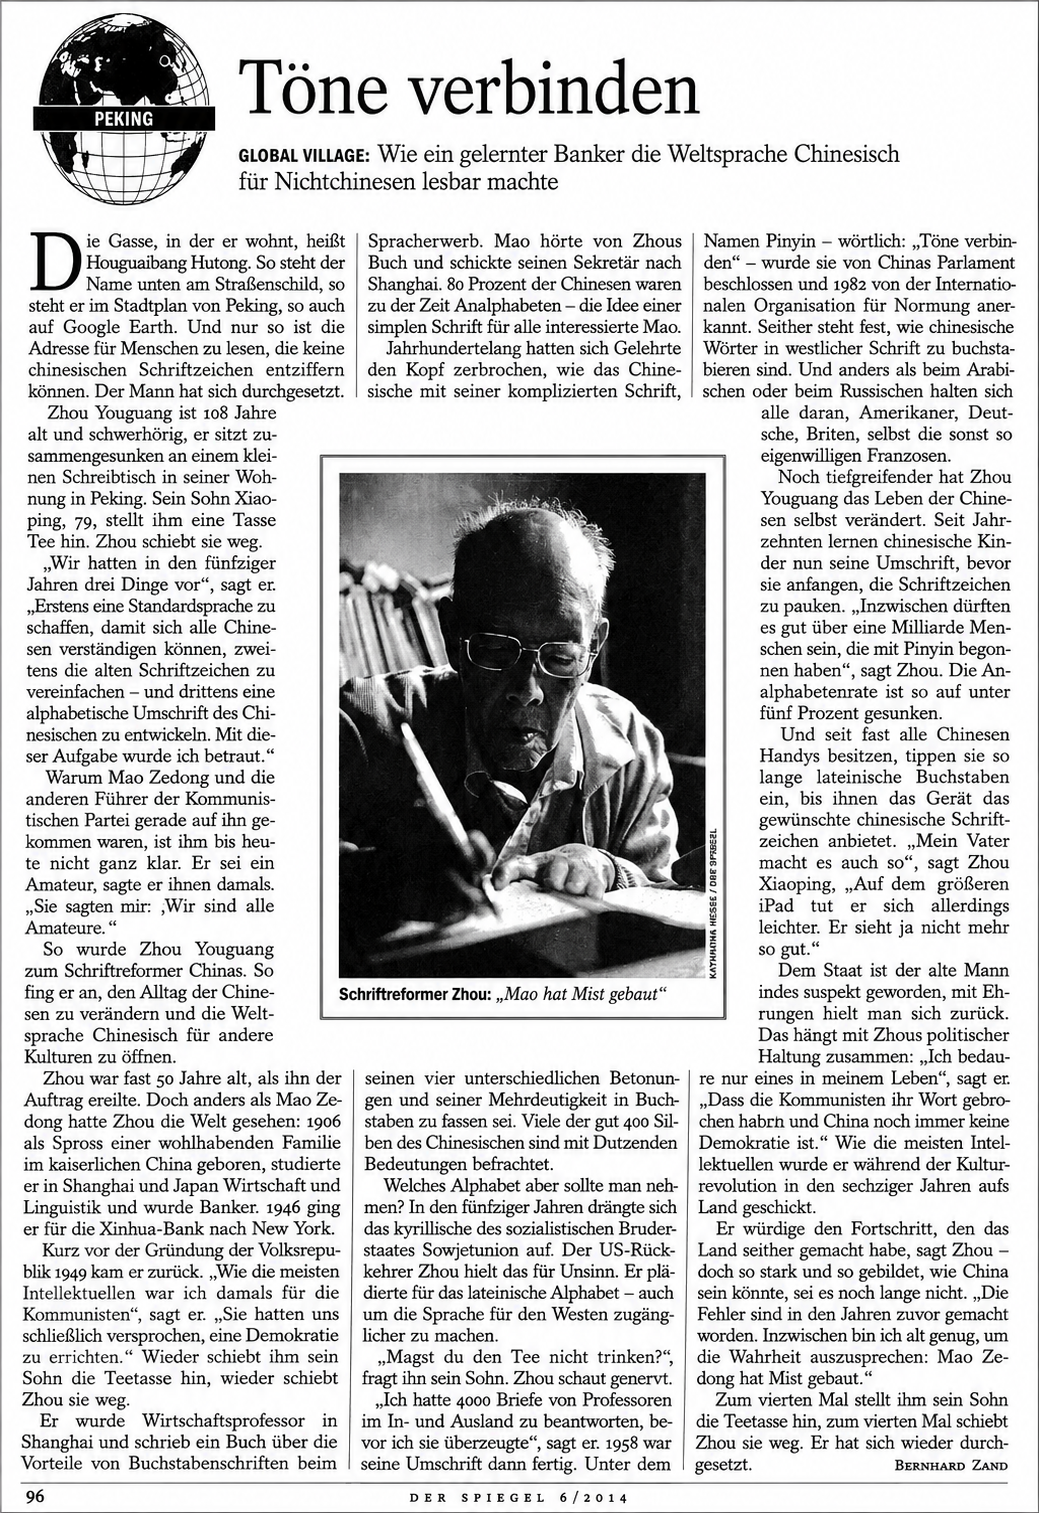 PEKING
Töne verbinden
GLOBAL VILLAGE: Wie ein gelernter Banker die Weltsprache Chinesisch
für Nichtchinesen lesbar machte
Die Gasse, in der er wohnt, heißt
Houguaibang Hutong. So steht der
Name unten am Straßenschild, so
steht er im Stadtplan von Peking, so auch
auf Google Earth. Und nur so ist die
Adresse für Menschen zu lesen, die keine
chinesischen Schriftzeichen entziffern
können. Der Mann hat sich durchgesetzt.
Zhou Youguang ist 108 Jahre
alt und schwerhörig, er sitzt zu-
sammengesunken an einem klei-
nen Schreibtisch in seiner Woh-
nung in Peking. Sein Sohn Xiao-
ping, 79, stellt ihm eine Tasse
Tee hin. Zhou schiebt sie weg.
„Wir hatten in den fünfziger
Jahren drei Dinge vor“, sagt er.
„Erstens eine Standardsprache zu
schaffen, damit sich alle Chine-
sen verständigen können, zwei-
tens die alten Schriftzeichen zu
vereinfachen – und drittens eine
alphabetische Umschrift des Chi-
nesischen zu entwickeln. Mit die-
ser Aufgabe wurde ich betraut.“
Warum Mao Zedong und die
anderen Führer der Kommunis-
tischen Partei gerade auf ihn ge-
kommen waren, ist ihm bis heu-
te nicht ganz klar. Er sei ein
Amateur, sagte er ihnen damals.
„Sie sagten mir: ‚Wir sind alle
Amateure.“
So wurde Zhou Youguang
zum Schriftreformer Chinas. So
fing er an, den Alltag der Chine-
sen zu verändern und die Welt-
sprache Chinesisch für andere
Kulturen zu öffnen.
Zhou war fast 50 Jahre alt, als ihn der
Auftrag ereilte. Doch anders als Mao Ze-
dong hatte Zhou die Welt gesehen: 1906
als Spross einer wohlhabenden Familie
im kaiserlichen China geboren, studierte
er in Shanghai und Japan Wirtschaft und
Linguistik und wurde Banker. 1946 ging
er für die Xinhua-Bank nach New York.
Kurz vor der Gründung der Volksrepu-
blik 1949 kam er zurück. „Wie die meisten
Intellektuellen war ich damals für die
Kommunisten“, sagt er. „Sie hatten uns
schließlich versprochen, eine Demokratie
zu errichten.“ Wieder schiebt ihm sein
Sohn die Teetasse hin, wieder schiebt
Zhou sie weg.
Er wurde Wirtschaftsprofessor in
Shanghai und schrieb ein Buch über die
Vorteile von Buchstabenschriften beim
Spracherwerb. Mao hörte von Zhous
Buch und schickte seinen Sekretär nach
Shanghai. 80 Prozent der Chinesen waren
zu der Zeit Analphabeten – die Idee einer
simplen Schrift für alle interessierte Mao.
Jahrhundertelang hatten sich Gelehrte
den Kopf zerbrochen, wie das Chine-
sische mit seiner komplizierten Schrift,
Schriftreformer Zhou: „Mao hat Mist gebaut“
seinen vier unterschiedlichen Betonun-
gen und seiner Mehrdeutigkeit in Buch-
staben zu fassen sei. Viele der gut 400 Sil-
ben des Chinesischen sind mit Dutzenden
Bedeutungen befrachtet.
Welches Alphabet aber sollte man neh-
men? In den fünfziger Jahren drängte sich
das kyrillische des sozialistischen Bruder-
staates Sowjetunion auf. Der US-Rück-
kehrer Zhou hielt das für Unsinn. Er plä-
dierte für das lateinische Alphabet – auch
um die Sprache für den Westen zugäng-
licher zu machen.
„Magst du den Tee nicht trinken?“,
fragt ihn sein Sohn. Zhou schaut genervt.
„Ich hatte 4000 Briefe von Professoren
im In- und Ausland zu beantworten, be-
vor ich sie überzeugte“, sagt er. 1958 war
seine Umschrift dann fertig. Unter dem
Namen Pinyin – wörtlich: „Töne verbin-
den“ – wurde sie von Chinas Parlament
beschlossen und 1982 von der Internatio-
nalen Organisation für Normung aner-
kannt. Seither steht fest, wie chinesische
Wörter in westlicher Schrift zu buchsta-
bieren sind. Und anders als beim Arabi-
schen oder beim Russischen halten sich
alle daran, Amerikaner, Deut-
sche, Briten, selbst die sonst so
eigenwilligen Franzosen.
Noch tiefgreifender hat Zhou
Youguang das Leben der Chine-
sen selbst verändert. Seit Jahr-
zehnten lernen chinesische Kin-
der nun seine Umschrift, bevor
sie anfangen, die Schriftzeichen
zu pauken. „Inzwischen dürften
es gut über eine Milliarde Men-
schen sein, die mit Pinyin begon-
nen haben“, sagt Zhou. Die An-
alphabetenrate ist so auf unter
fünf Prozent gesunken.
Und seit fast alle Chinesen
Handys besitzen, tippen sie so
lange lateinische Buchstaben
ein, bis ihnen das Gerät das
gewünschte chinesische Schrift-
zeichen anbietet. „Mein Vater
macht es auch so“, sagt Zhou
Xiaoping, „Auf dem größeren
iPad tut er sich allerdings
leichter. Er sieht ja nicht mehr
so gut.“
Dem Staat ist der alte Mann
indes suspekt geworden, mit Eh-
rungen hielt man sich zurück.
Das hängt mit Zhous politischer
Haltung zusammen: „Ich bedau-
re nur eines in meinem Leben“, sagt er.
„Dass die Kommunisten ihr Wort gebro-
chen habrn und China noch immer keine
Demokratie ist.“ Wie die meisten Intel-
lektuellen wurde er während der Kultur-
revolution in den sechziger Jahren aufs
Land geschickt.
Er würdige den Fortschritt, den das
Land seither gemacht habe, sagt Zhou –
doch so stark und so gebildet, wie China
sein könnte, sei es noch lange nicht. „Die
Fehler sind in den Jahren zuvor gemacht
worden. Inzwischen bin ich alt genug, um
die Wahrheit auszusprechen: Mao Ze-
dong hat Mist gebaut.“
Zum vierten Mal stellt ihm sein Sohn
die Teetasse hin, zum vierten Mal schiebt
Zhou sie weg. Er hat sich wieder durch-
gesetzt.
BERNHARD ZAND
96
DER SPIEGEL 6/2014